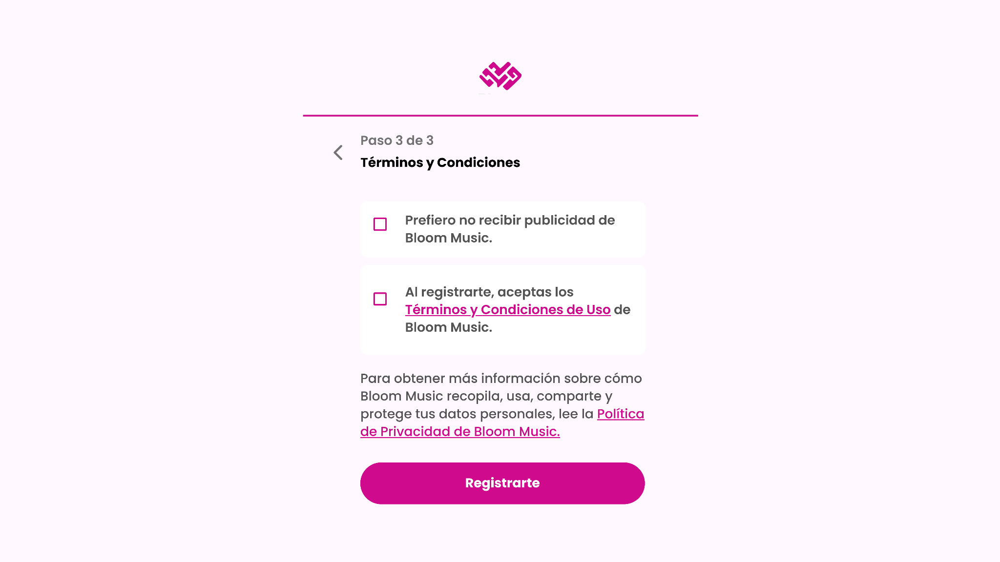 Paso 3 de 3
Términos y Condiciones
Prefiero no recibir publicidad de
Bloom Music.
Al registrarte, aceptas los
Términos y Condiciones de Uso de
Bloom Music.
Para obtener más información sobre cómo
Bloom Music recopila, usa, comparte y
protege tus datos personales, lee la Política
de Privacidad de Bloom Music.
Registrarte